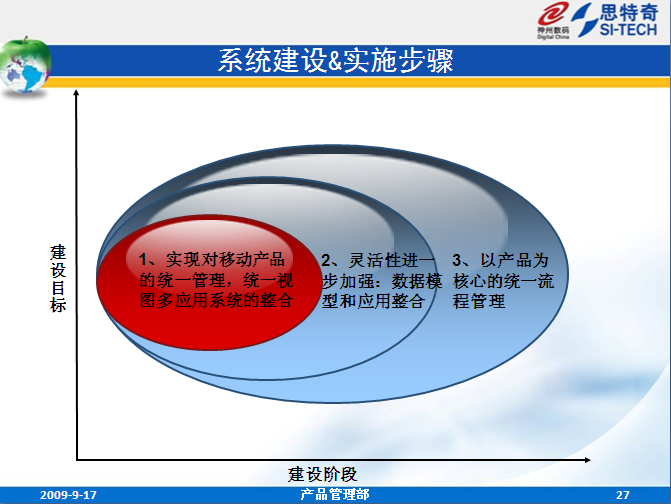 神州数码
Digital China
思特奇
SI-TECH
系统建设&实施步骤
建设目标
1、实现对移动产品
的统一管理，统一视
图多应用系统的整合
2、灵活性进一
步加强：数据模
型和应用整合
3、以产品为
核心的统一流
程管理
建设阶段
2009-9-17
产品管理部
27